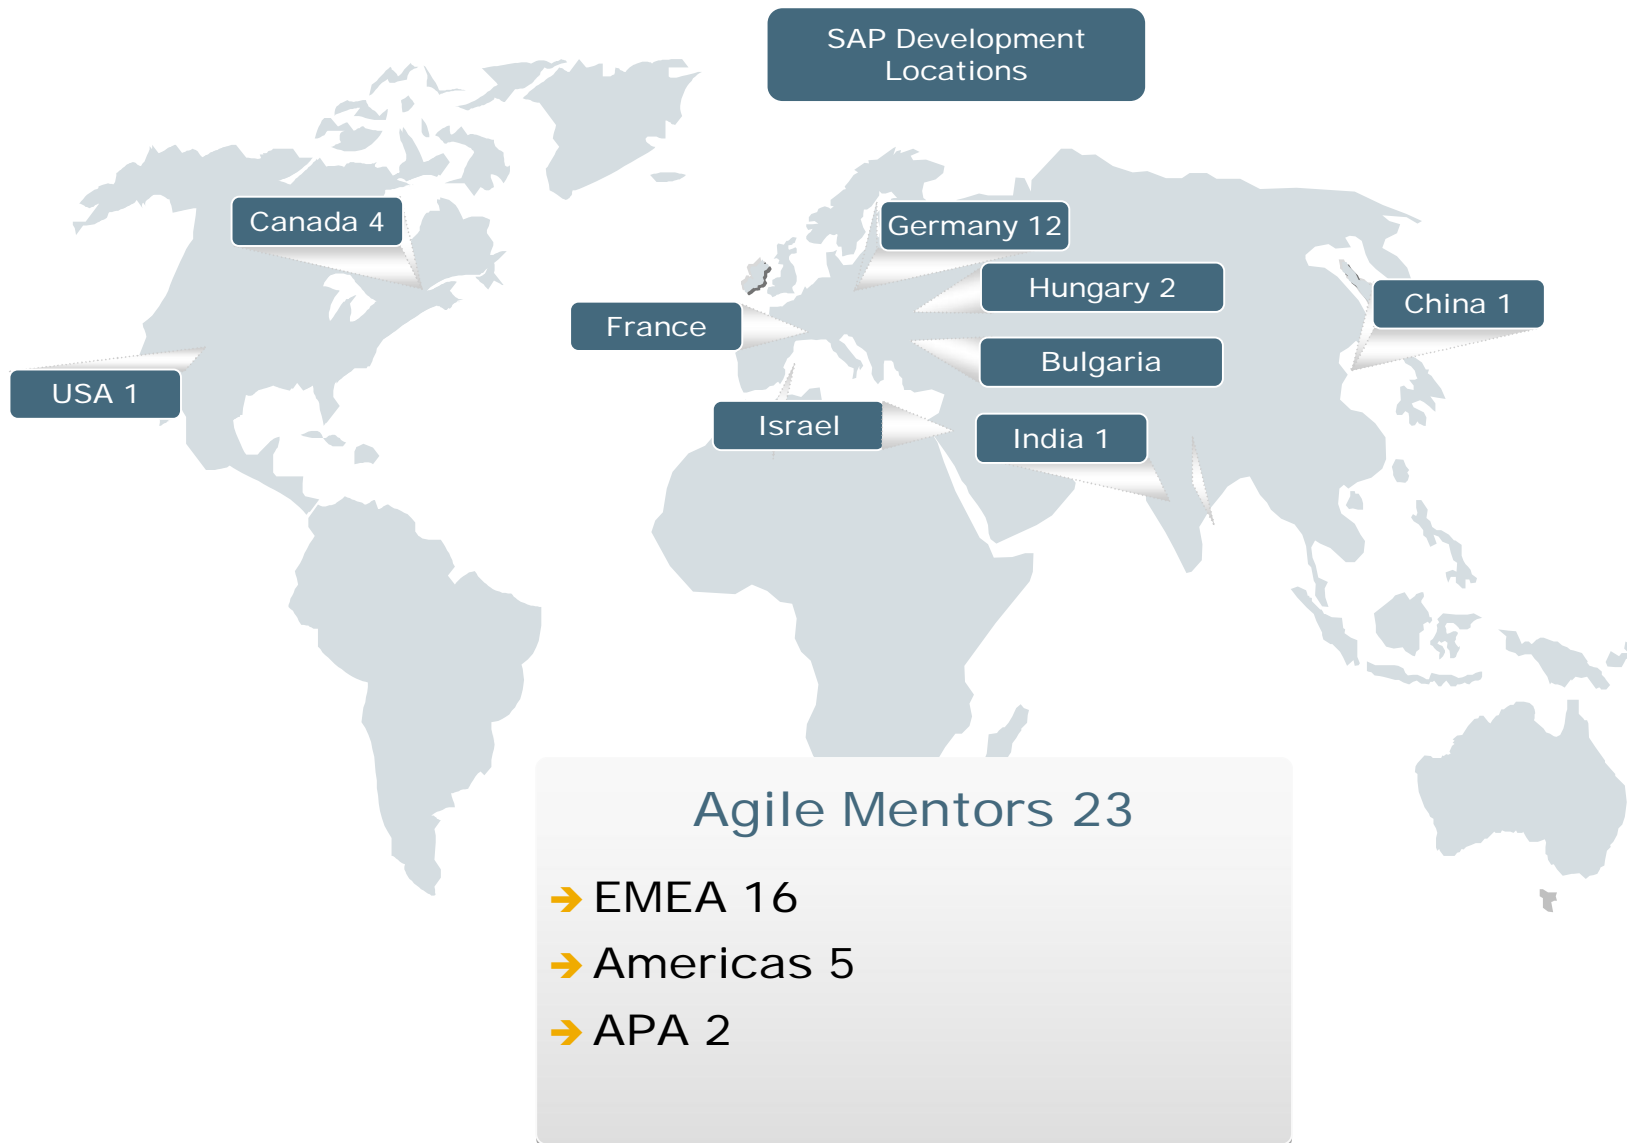 SAP Development
Locations
Canada 4
Germany 12
Hungary 2
China 1
France
Bulgaria
USA 1
Israel
India 1
Agile Mentors 23
EMEA 16
Americas 5
APA 2